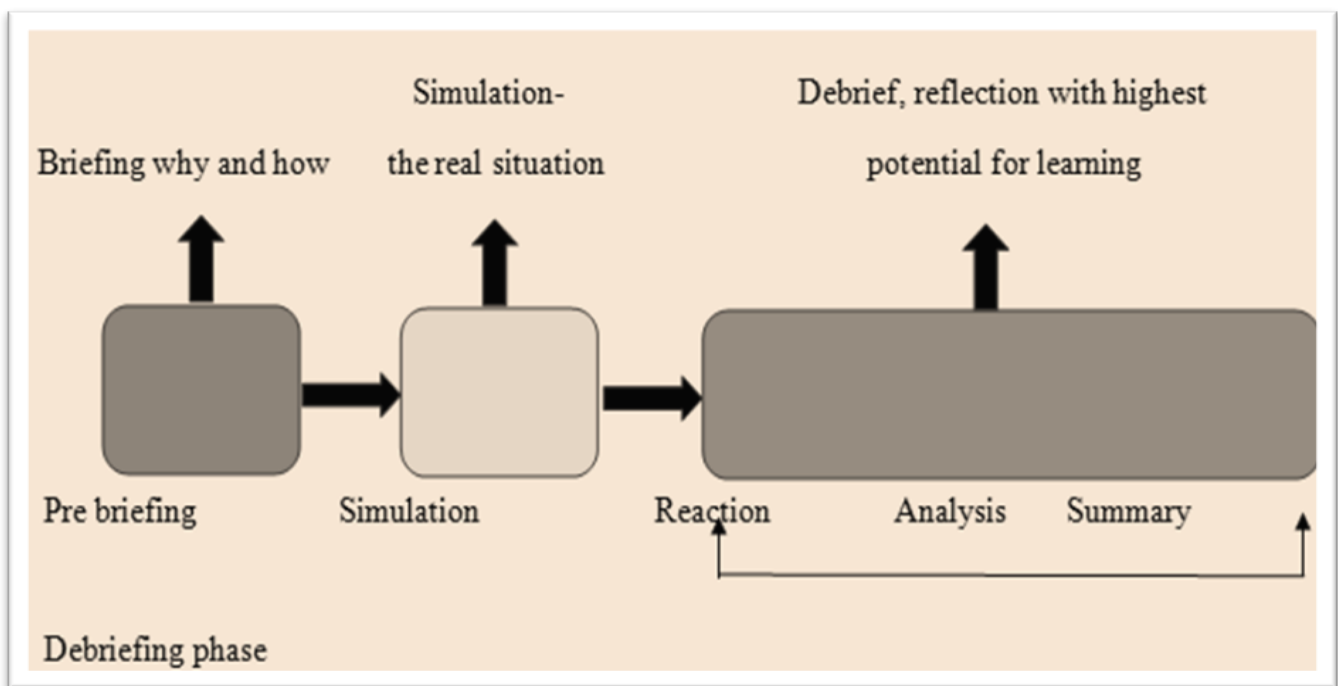 Simulation-
Debrief, reflection with highest
Briefing why and how
the real situation
potential for learning
Pre briefing
Simulation
Reaction
Analysis
Summary
Debriefing phase